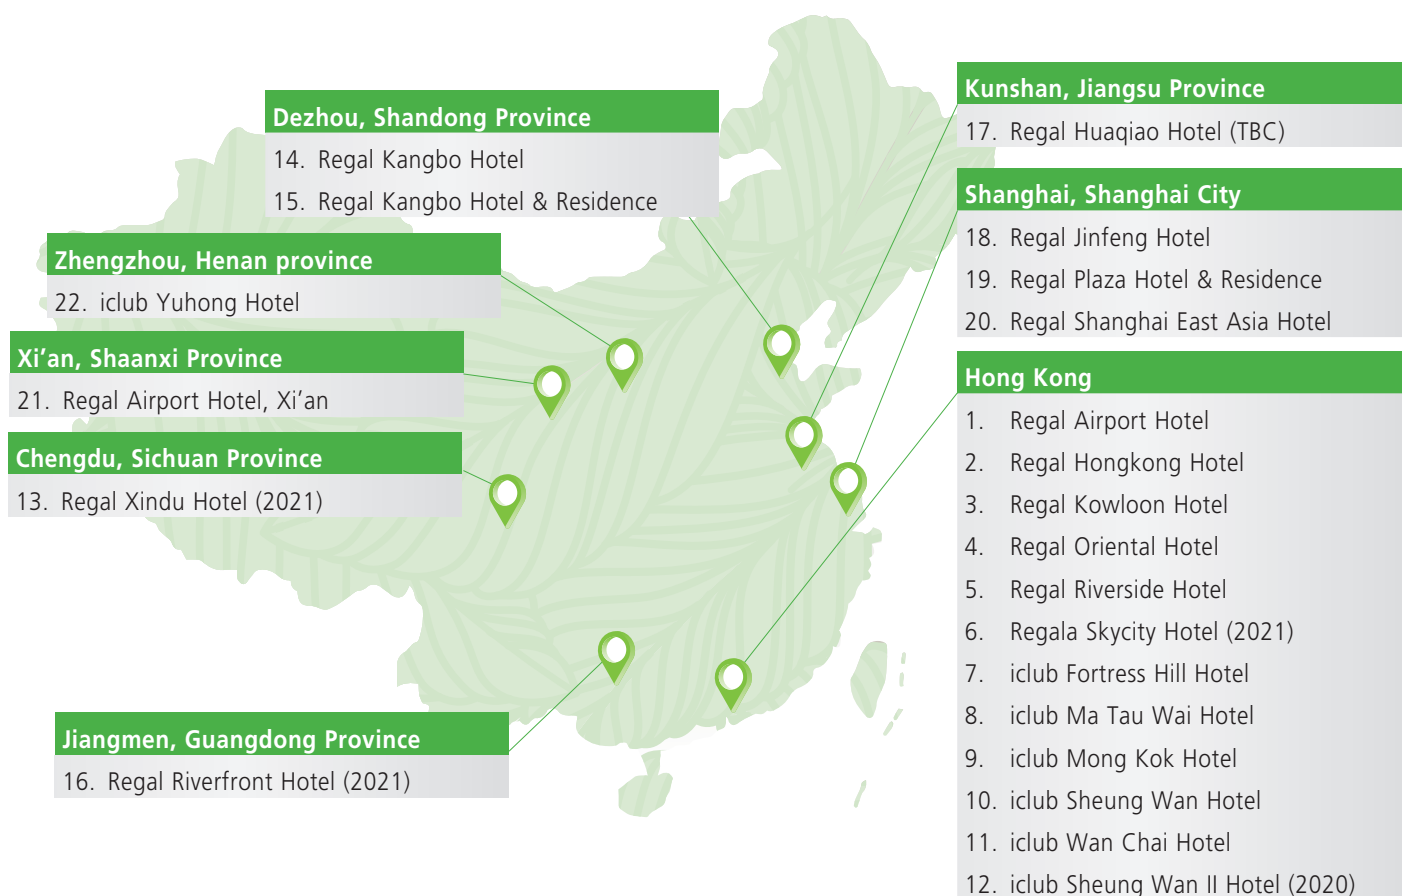 Dezhou, Shandong Province
14. Regal Kangbo Hotel
15. Regal Kangbo Hotel & Residence
Zhengzhou, Henan province
22. iclub Yuhong Hotel
Xi’an, Shaanxi Province
21. Regal Airport Hotel, Xi’an
Chengdu, Sichuan Province
13. Regal Xindu Hotel (2021)
Jiangmen, Guangdong Province
16. Regal Riverfront Hotel (2021)
Kunshan, Jiangsu Province
17. Regal Huaqiao Hotel (TBC)
Shanghai, Shanghai City
18. Regal Jinfeng Hotel
19. Regal Plaza Hotel & Residence
20. Regal Shanghai East Asia Hotel
Hong Kong
1. Regal Airport Hotel
2. Regal Hongkong Hotel
3. Regal Kowloon Hotel
4. Regal Oriental Hotel
5. Regal Riverside Hotel
6. Regala Skycity Hotel (2021)
7. iclub Fortress Hill Hotel
8. iclub Ma Tau Wai Hotel
9. iclub Mong Kok Hotel
10. iclub Sheung Wan Hotel
11. iclub Wan Chai Hotel
12. iclub Sheung Wan II Hotel (2020)